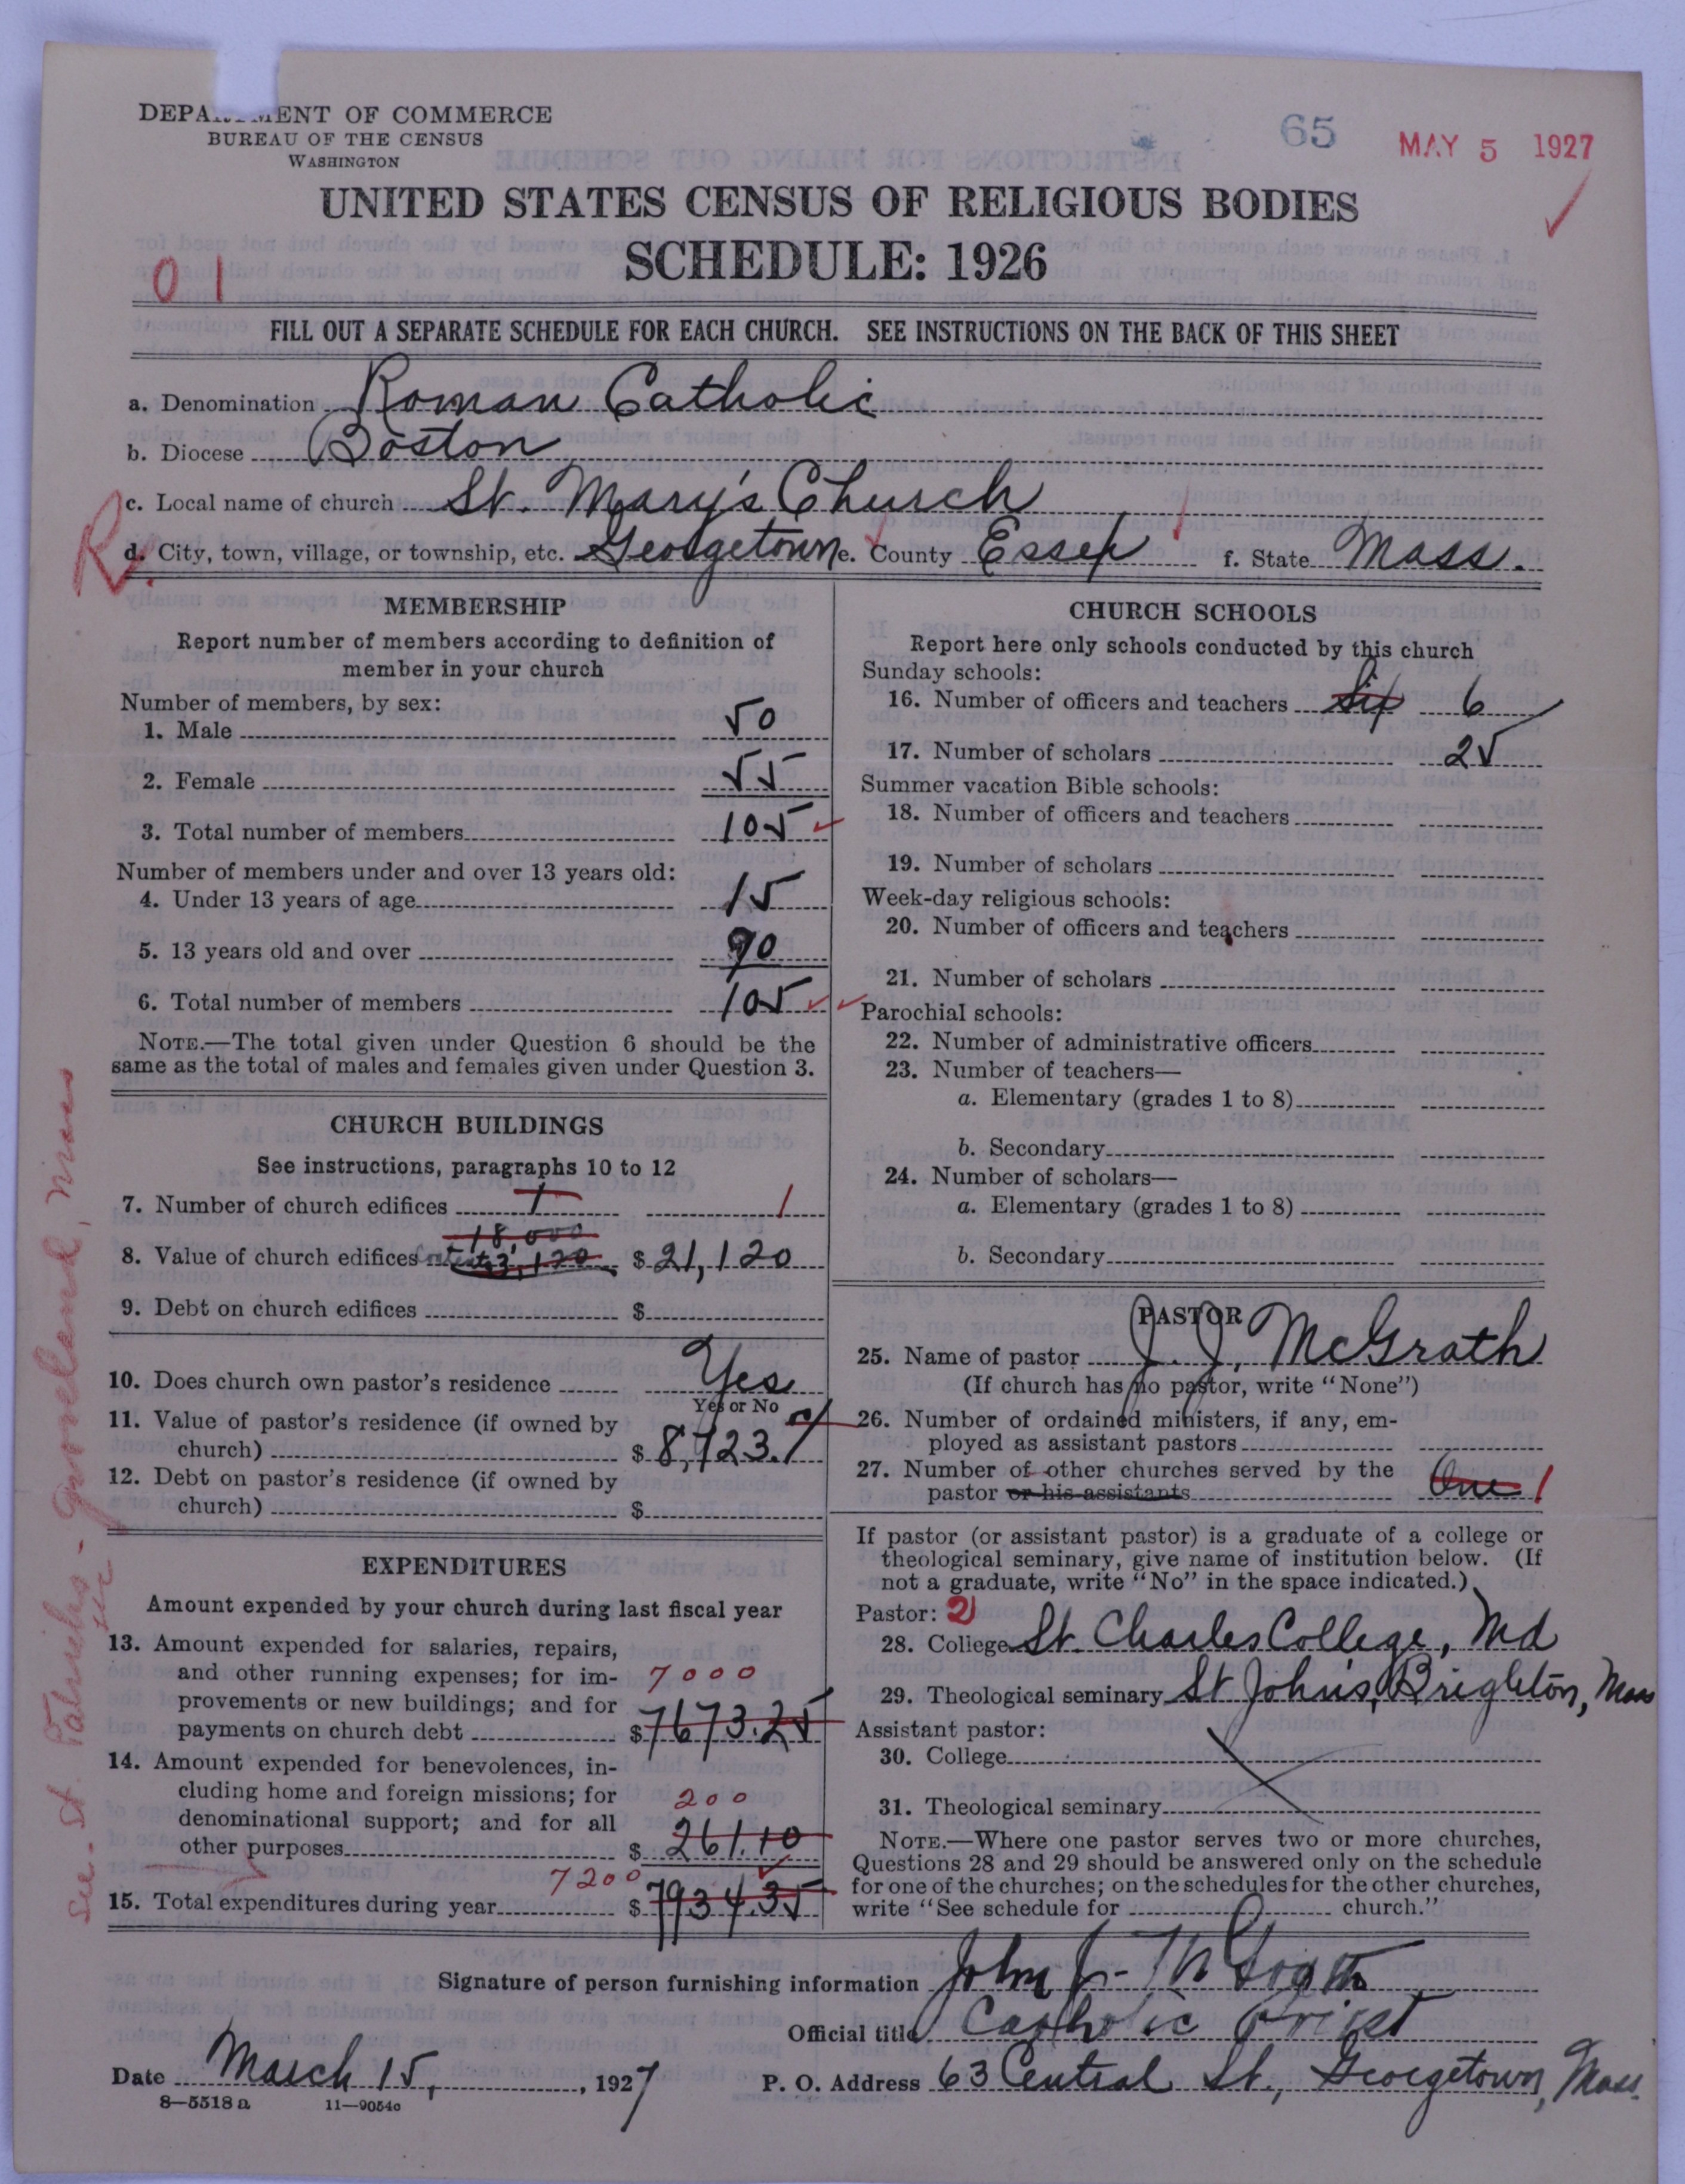 DEPA MENT OF COMMERCE
BUREAU OF THE CENSUS
WASHINGTON
65
MAY 5 1927
UNITED STATES CENSUS OF RELIGIOUS BODIES
SCHEDULE: 1926
01
FILL OUT A SEPARATE SCHEDULE FOR EACH CHURCH. SEE INSTRUCTIONS ON THE BACK OF THIS SHEET
a. Denomination Roman Catholic
b. Diocese Boston
c. Local name of church St. Mary's Church
R
d. City, town, village, or township, etc. Georgetown e. County Essex f. State Mass.
MEMBERSHIP
Report number of members according to definition of
member in your church
Number of members, by sex:
1. Male 50
2. Female 55
3. Total number of members 105
Number of members under and over 13 years old:
4. Under 13 years of age 15
5. 13 years old and over 90
6. Total number of members 105
NOTE.—The total given under Question 6 should be the
same as the total of males and females given under Question 3.
CHURCH BUILDINGS
See instructions, paragraphs 10 to 12
7. Number of church edifices 1 1
18,000
8. Value of church edifices 3,120 $ 21,120
9. Debt on church edifices $
10. Does church own pastor's residence Yes
Yes or No
11. Value of pastor's residence (if owned by
church) $ 8,723.
12. Debt on pastor's residence (if owned by
church) $
EXPENDITURES
Amount expended by your church during last fiscal year
13. Amount expended for salaries, repairs,
and other running expenses; for im- 7000
provements or new buildings; and for
payments on church debt $ 7673.25
14. Amount expended for benevolences, in-
cluding home and foreign missions; for 200
denominational support; and for all
other purposes $ 261.10
7200
15. Total expenditures during year $ 7934.35
CHURCH SCHOOLS
Report here only schools conducted by this church
Sunday schools:
16. Number of officers and teachers Six 6
17. Number of scholars 25
Summer vacation Bible schools:
18. Number of officers and teachers
19. Number of scholars
Week-day religious schools:
20. Number of officers and teachers
21. Number of scholars
Parochial schools:
22. Number of administrative officers
23. Number of teachers—
a. Elementary (grades 1 to 8)
b. Secondary
24. Number of scholars—
a. Elementary (grades 1 to 8)
b. Secondary
PASTOR
25. Name of pastor J. J. McGrath
(If church has no pastor, write "None")
26. Number of ordained ministers, if any, em-
ployed as assistant pastors
27. Number of other churches served by the
pastor or his assistants One 1
If pastor (or assistant pastor) is a graduate of a college or
theological seminary, give name of institution below. (If
not a graduate, write "No" in the space indicated.)
Pastor: 2
28. College St. Charles College, Md
29. Theological seminary St John's, Brighton, Mass
Assistant pastor:
30. College
31. Theological seminary
NOTE.—Where one pastor serves two or more churches,
Questions 28 and 29 should be answered only on the schedule
for one of the churches; on the schedules for the other churches,
write "See schedule for church."
Signature of person furnishing information John J. McGrath
Official title Catholic Priest
Date March 15, , 1927
P. O. Address 63 Central St., Georgetown, Mass.
8—5518 a 11—9054c
See - St. Patricks - Groveland, Mass